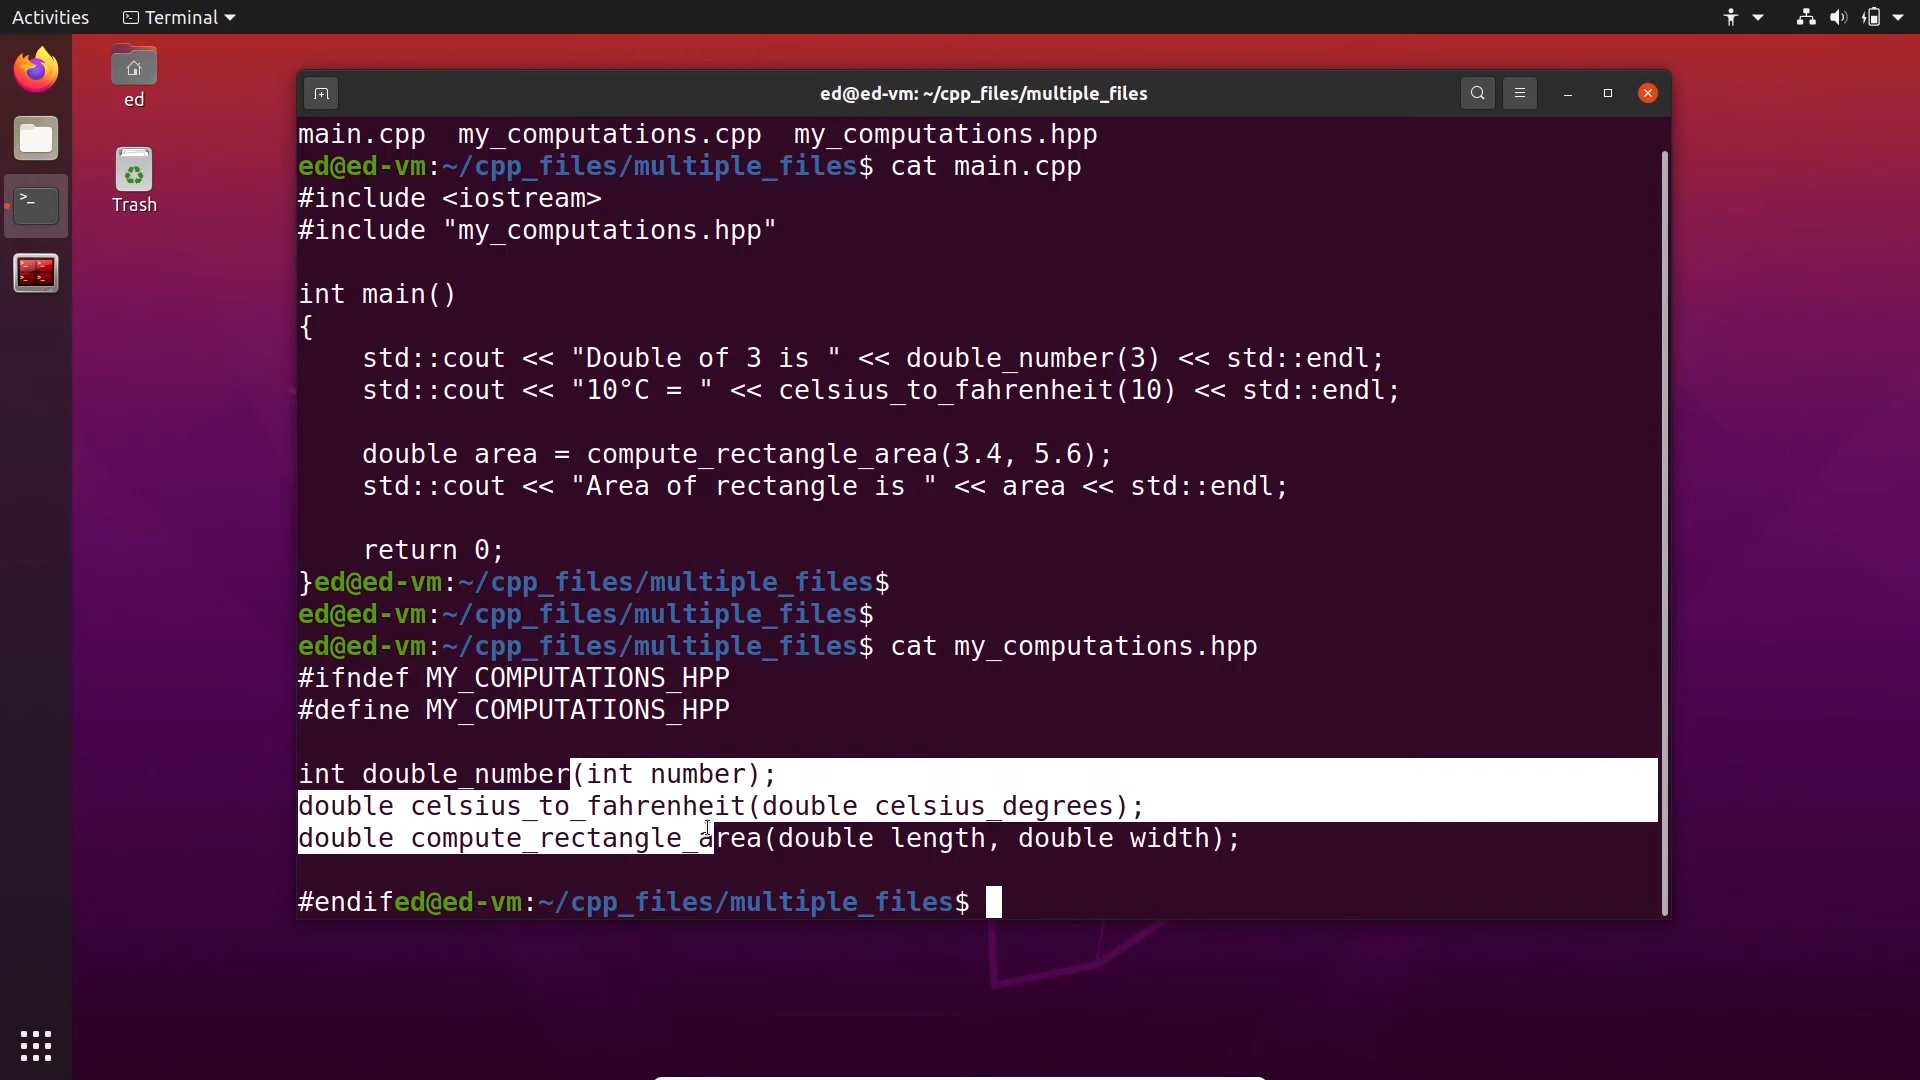 Activities Terminal
ed
Trash
ed@ed-vm: ~/cpp_files/multiple_files
main.cpp  my_computations.cpp  my_computations.hpp
ed@ed-vm:~/cpp_files/multiple_files$ cat main.cpp
#include <iostream>
#include "my_computations.hpp"
int main()
{
    std::cout << "Double of 3 is " << double_number(3) << std::endl;
    std::cout << "10°C = " << celsius_to_fahrenheit(10) << std::endl;
    double area = compute_rectangle_area(3.4, 5.6);
    std::cout << "Area of rectangle is " << area << std::endl;
    return 0;
}ed@ed-vm:~/cpp_files/multiple_files$
ed@ed-vm:~/cpp_files/multiple_files$
ed@ed-vm:~/cpp_files/multiple_files$ cat my_computations.hpp
#ifndef MY_COMPUTATIONS_HPP
#define MY_COMPUTATIONS_HPP
int double_number(int number);
double celsius_to_fahrenheit(double celsius_degrees);
double compute_rectangle_area(double length, double width);
#endifed@ed-vm:~/cpp_files/multiple_files$